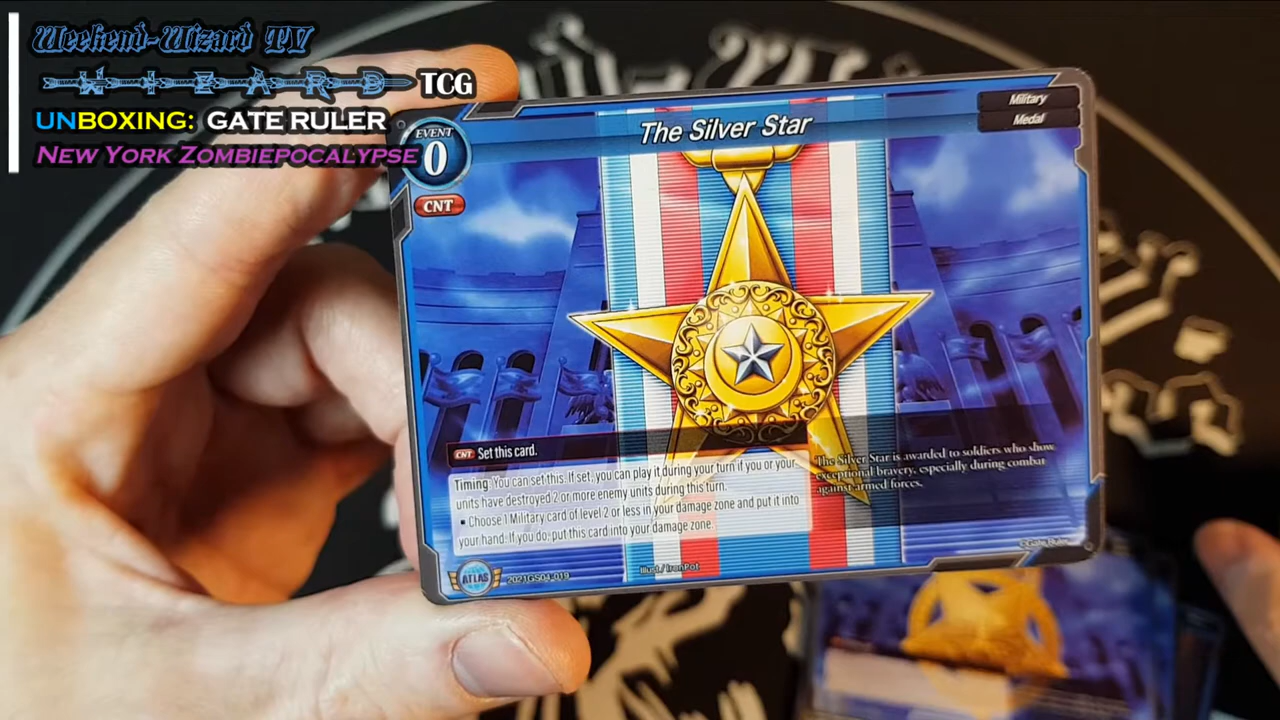 Weekend-Wizard TV
WIZARD TCG
UNBOXING: GATE RULER
NEW YORK ZOMBIEPOCALYPSE
EVENT
0
The Silver Star
Military
Medal
CNT
CNT Set this card.
Timing: You can set this. If set, you can play it during your turn if you or your
units have destroyed 2 or more enemy units during this turn.
▪ Choose 1 Military card of level 2 or less in your damage zone and put it into
your hand. If you do, put this card into your damage zone.
The Silver Star is awarded to soldiers who show
exceptional bravery, especially during combat
against armed forces.
ATLAS
2021GS04_019
Illust./ IronPot
©Gate Ruler